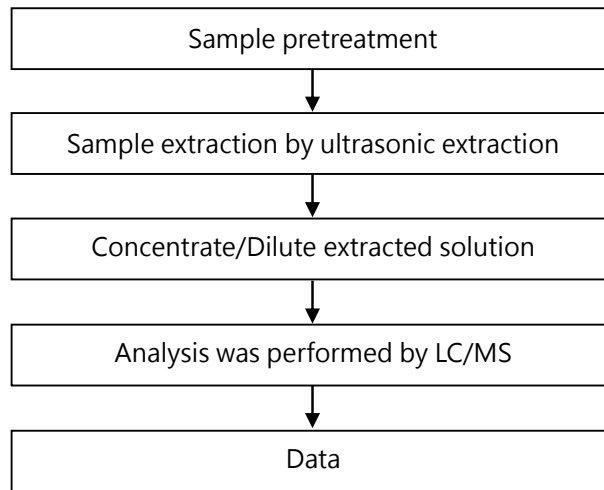 Sample pretreatment
Sample extraction by ultrasonic extraction
Concentrate/Dilute extracted solution
Analysis was performed by LC/MS
Data